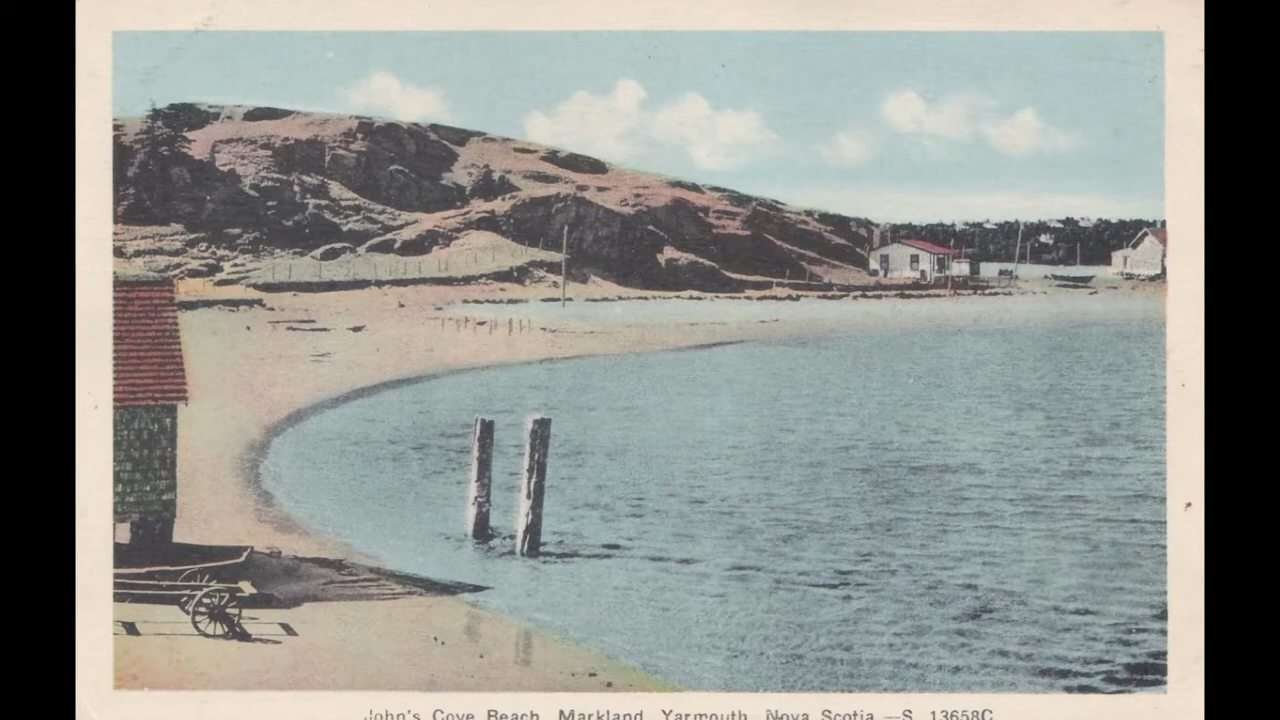 John's Cove Beach, Markland, Yarmouth, Nova Scotia.—S. 13658C